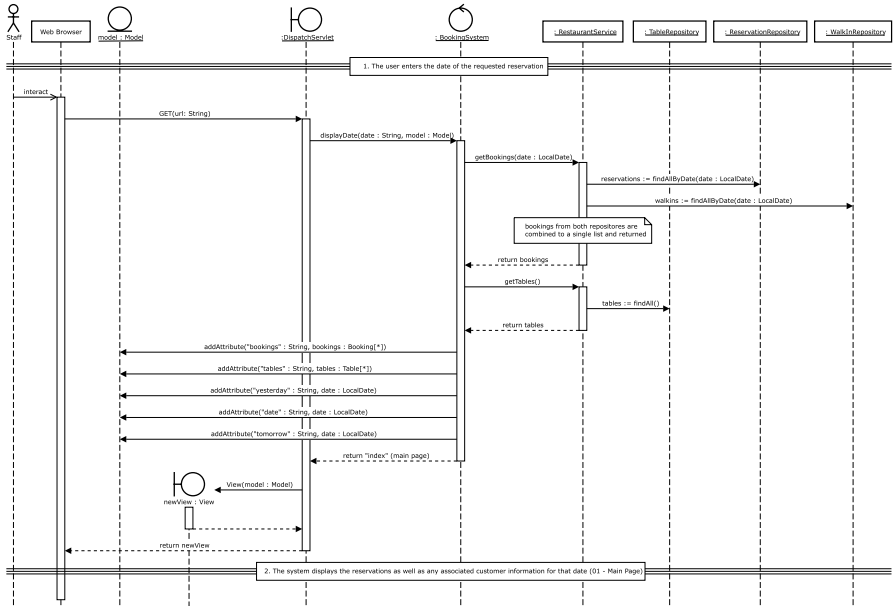 Staff
Web Browser
model : Model
:DispatchServlet
: BookingSystem
: RestaurantService
: TableRepository
: ReservationRepository
: WalkInRepository
1. The user enters the date of the requested reservation
interact
GET(url: String)
displayDate(date : String, model : Model)
getBookings(date : LocalDate)
reservations := findAllByDate(date : LocalDate)
walkins := findAllByDate(date : LocalDate)
bookings from both repositores are
combined to a single list and returned
return bookings
getTables()
tables := findAll()
return tables
addAttribute("bookings" : String, bookings : Booking[*])
addAttribute("tables" : String, tables : Table[*])
addAttribute("yesterday" : String, date : LocalDate)
addAttribute("date" : String, date : LocalDate)
addAttribute("tomorrow" : String, date : LocalDate)
return "index" (main page)
View(model : Model)
newView : View
return newView
2. The system displays the reservations as well as any associated customer information for that date (01 - Main Page)